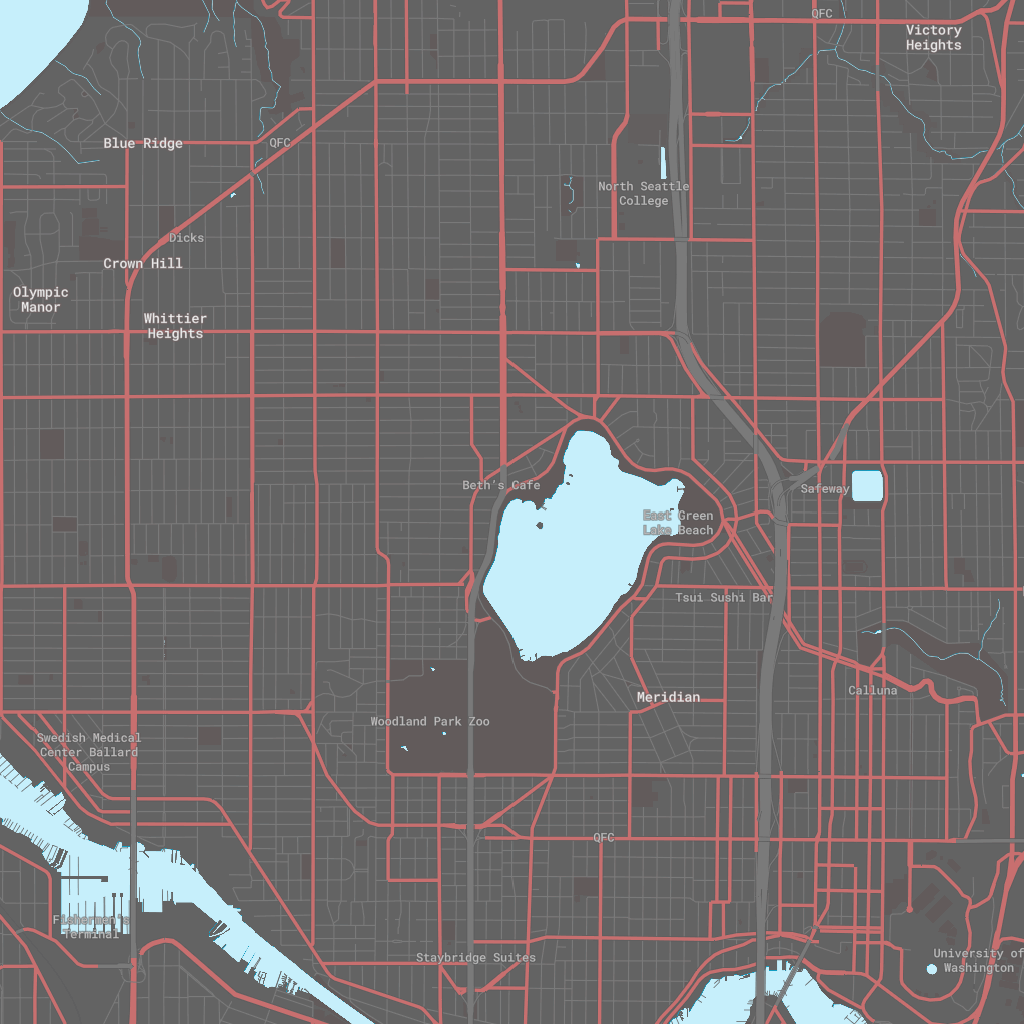 QFC
Victory
Heights
Blue Ridge
QFC
North Seattle
College
Dicks
Crown Hill
Olympic
Manor
Whittier
Heights
Beth's Cafe
Safeway
East Green
Lake Beach
Tsui Sushi Bar
Calluna
Meridian
Woodland Park Zoo
Swedish Medical
Center Ballard
Campus
QFC
Fishermen's
Terminal
Staybridge Suites
University of
Washington